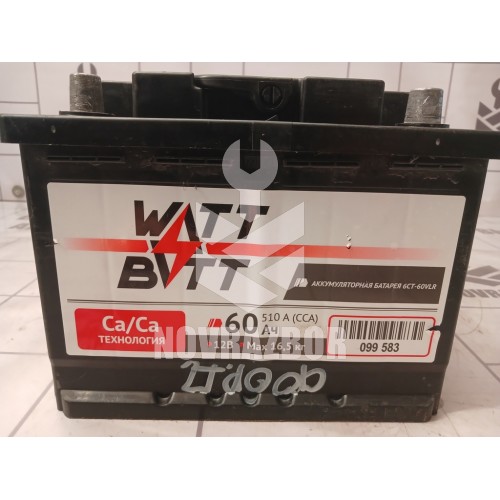 WATT
BATT
АККУМУЛЯТОРНАЯ БАТАРЕЯ 6СТ-60VLR
Ca/Ca
ТЕХНОЛОГИЯ
60
510 A (CCA)
Ач
12В
Max 16,5 кг
099 583